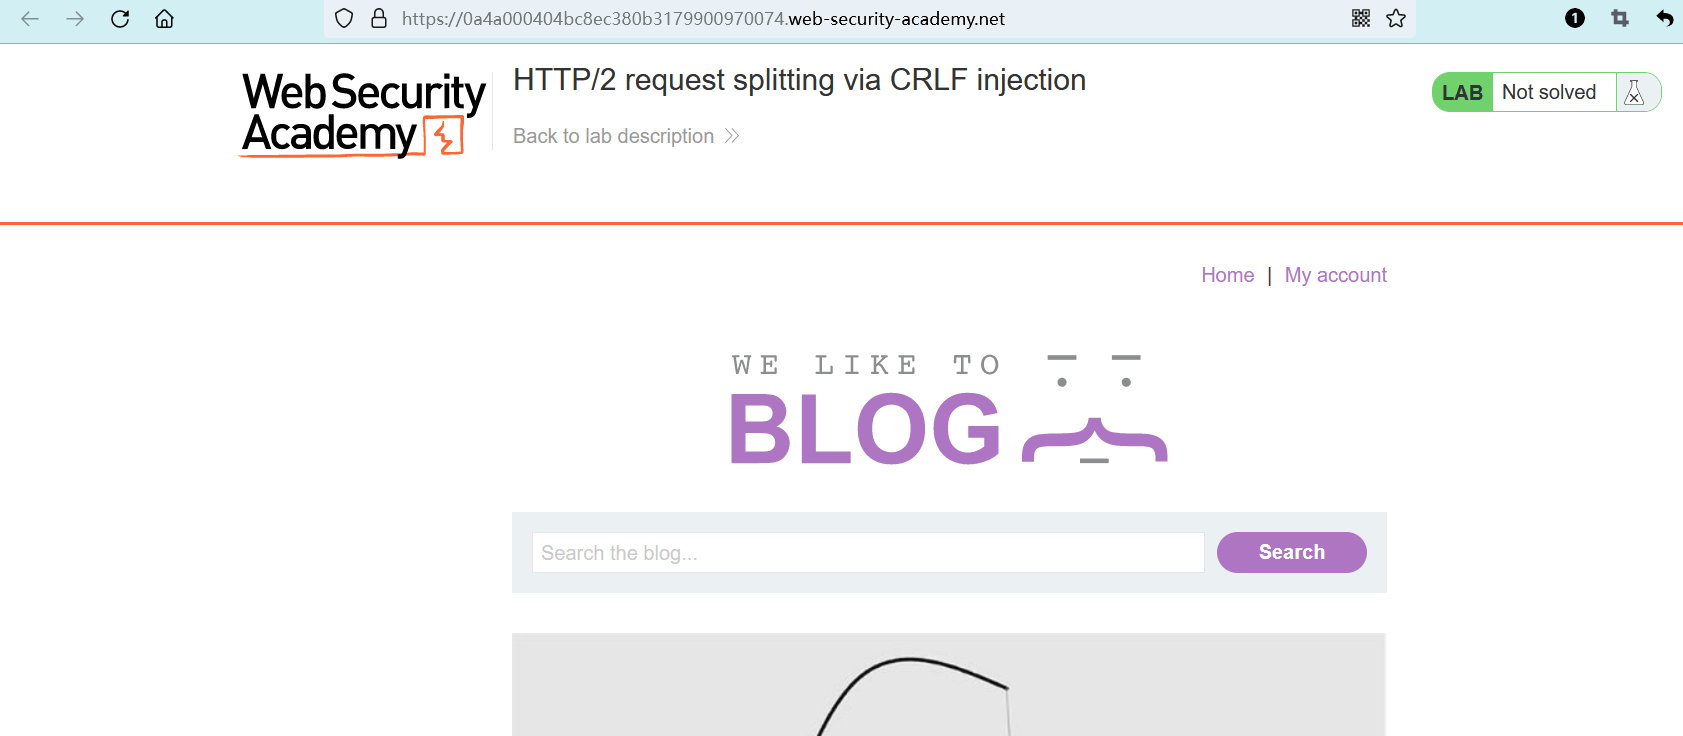 https://0a4a000404bc8ec380b3179900970074.web-security-academy.net
1
Web Security
Academy
HTTP/2 request splitting via CRLF injection
Back to lab description
LAB
Not solved
Home | My account
WE LIKE TO
BLOG
Search the blog...
Search